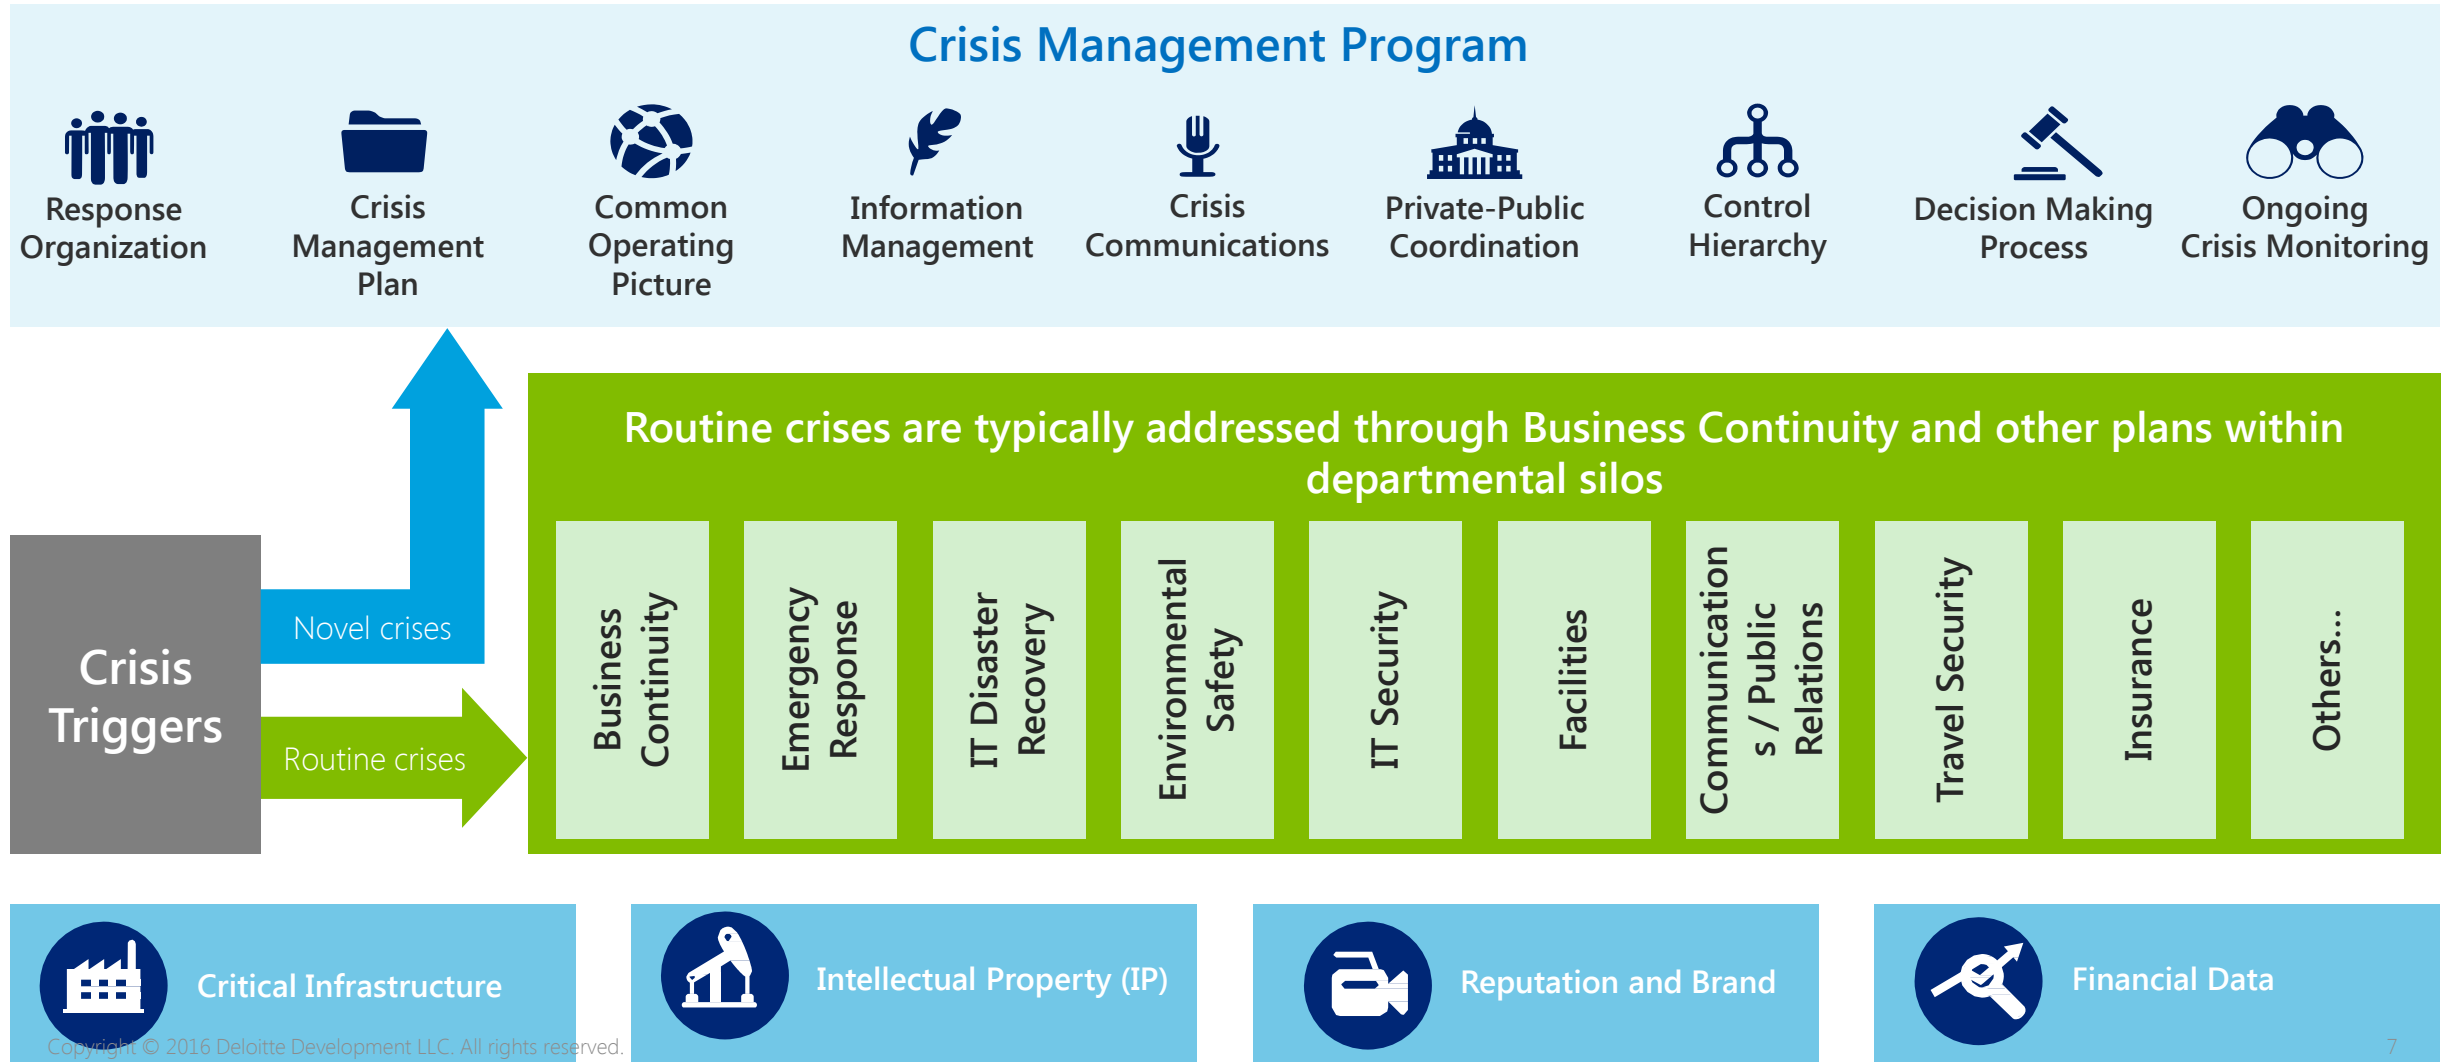 Crisis Management Program
Response
Organization
Crisis
Management
Plan
Common
Operating
Picture
Information
Management
Crisis
Communications
Private-Public
Coordination
Control
Hierarchy
Decision Making
Process
Ongoing
Crisis Monitoring
Routine crises are typically addressed through Business Continuity and other plans within
departmental silos
Crisis
Triggers
Novel crises
Routine crises
Business
Continuity
Emergency
Response
IT Disaster
Recovery
Environmental
Safety
IT Security
Facilities
Communication
s / Public
Relations
Travel Security
Insurance
Others...
Critical Infrastructure
Intellectual Property (IP)
Reputation and Brand
Financial Data
Copyright © 2016 Deloitte Development LLC. All rights reserved.
7